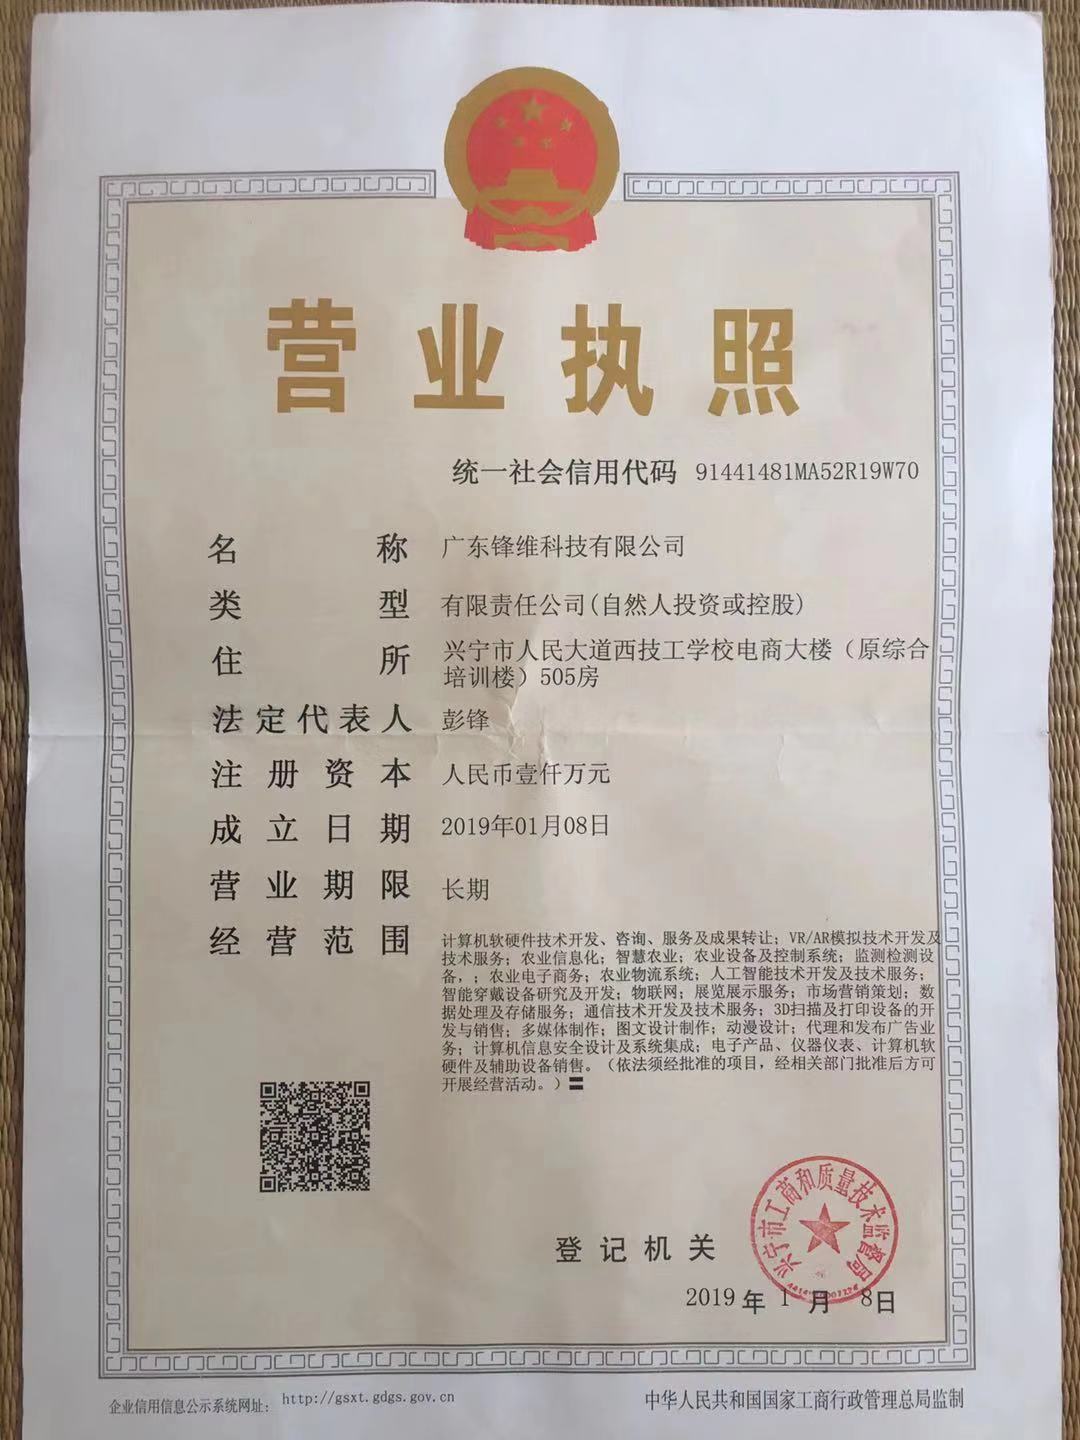 营业执照
统一社会信用代码 91441481MA52R19W70
名称 广东锋维科技有限公司
类型 有限责任公司(自然人投资或控股)
住所 兴宁市人民大道西技工学校电商大楼（原综合
培训楼）505房
法定代表人 彭锋
注册资本 人民币壹仟万元
成立日期 2019年01月08日
营业期限 长期
经营范围 计算机软硬件技术开发、咨询、服务及成果转让；VR/AR模拟技术开发及
技术服务；农业信息化；智慧农业；农业设备及控制系统；监测检测设
备，；农业电子商务；农业物流系统；人工智能技术开发及技术服务；
智能穿戴设备研究及开发；物联网；展览展示服务；市场营销策划；数
据处理及存储服务；通信技术开发及技术服务；3D扫描及打印设备的开
发与销售；多媒体制作；图文设计制作；动漫设计；代理和发布广告业
务；计算机信息安全设计及系统集成；电子产品、仪器仪表、计算机软
硬件及辅助设备销售。（依法须经批准的项目，经相关部门批准后方可
开展经营活动。）〓
兴宁市工商和质量技术监督局
登记机关
2019年1月8日
企业信用信息公示系统网址： http://gsxt.gdgs.gov.cn
中华人民共和国国家工商行政管理总局监制